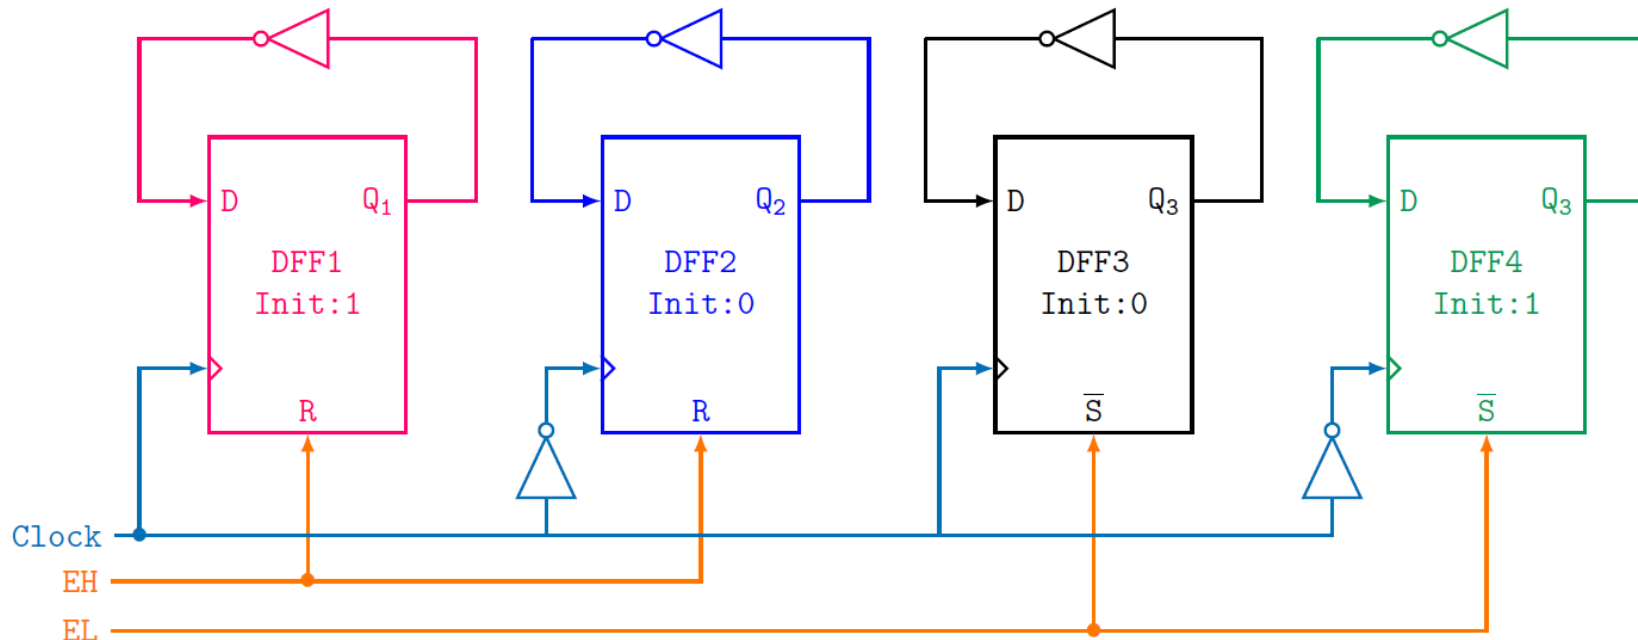 D Q₁
DFF1
Init:1
R
D Q₂
DFF2
Init:0
R
D Q₃
DFF3
Init:0
S̅
D Q₃
DFF4
Init:1
S̅
Clock
EH
EL